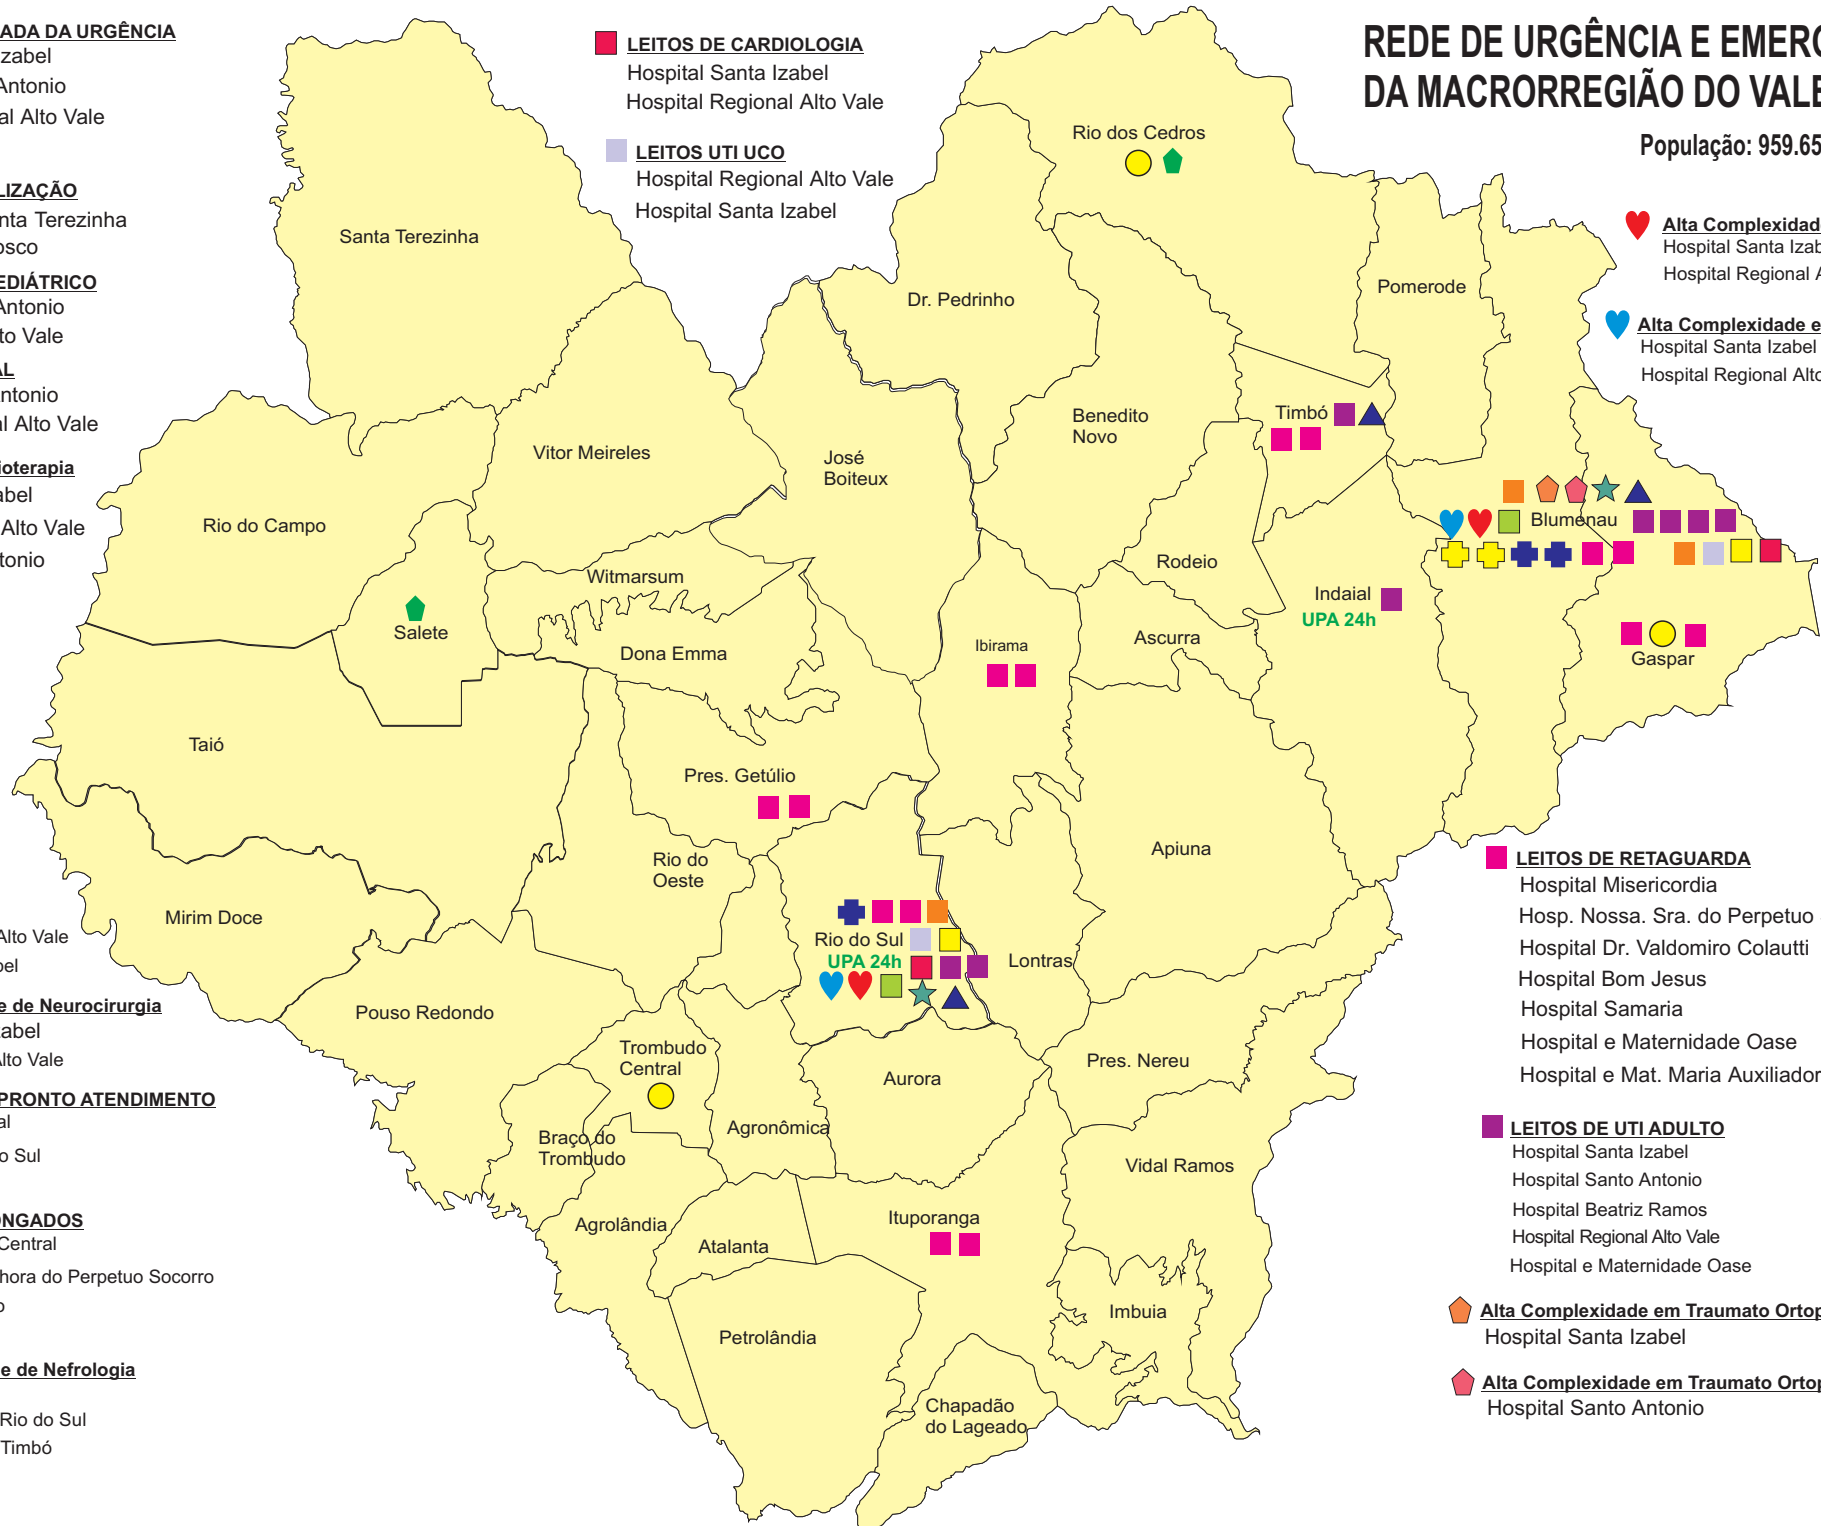 REDE DE URGÊNCIA E EMERG
DA MACRORREGIÃO DO VALE
População: 959.65
ADA DA URGÊNCIA
Izabel
Antonio
al Alto Vale
LIZAÇÃO
nta Terezinha
osco
EDIÁTRICO
Antonio
to Vale
AL
Antonio
al Alto Vale
ioterapia
abel
Alto Vale
tonio
Alto Vale
bel
e de Neurocirurgia
zabel
Alto Vale
PRONTO ATENDIMENTO
al
o Sul
ONGADOS
Central
hora do Perpetuo Socorro
o
e de Nefrologia
Rio do Sul
Timbó
LEITOS DE CARDIOLOGIA
Hospital Santa Izabel
Hospital Regional Alto Vale
LEITOS UTI UCO
Hospital Regional Alto Vale
Hospital Santa Izabel
Alta Complexidad
Hospital Santa Izab
Hospital Regional A
Alta Complexidade e
Hospital Santa Izabel
Hospital Regional Alto
Rio dos Cedros
Santa Terezinha
Dr. Pedrinho
Pomerode
Timbó
Benedito
Novo
Vitor Meireles
José
Boiteux
Rio do Campo
Blumenau
Rodeio
Witmarsum
Indaial
UPA 24h
Salete
Ascurra
Ibirama
Dona Emma
Gaspar
Taió
Pres. Getúlio
Apiuna
Rio do
Oeste
Mirim Doce
Rio do Sul
UPA 24h
Lontras
Pouso Redondo
Trombudo
Central
Pres. Nereu
Aurora
Agronômica
Braço do
Trombudo
Vidal Ramos
Agrolândia
Ituporanga
Atalanta
Imbuia
Petrolândia
Chapadão
do Lageado
LEITOS DE RETAGUARDA
Hospital Misericordia
Hosp. Nossa. Sra. do Perpetuo
Hospital Dr. Valdomiro Colautti
Hospital Bom Jesus
Hospital Samaria
Hospital e Maternidade Oase
Hospital e Mat. Maria Auxiliador
LEITOS DE UTI ADULTO
Hospital Santa Izabel
Hospital Santo Antonio
Hospital Beatriz Ramos
Hospital Regional Alto Vale
Hospital e Maternidade Oase
Alta Complexidade em Traumato Ortop
Hospital Santa Izabel
Alta Complexidade em Traumato Ortop
Hospital Santo Antonio